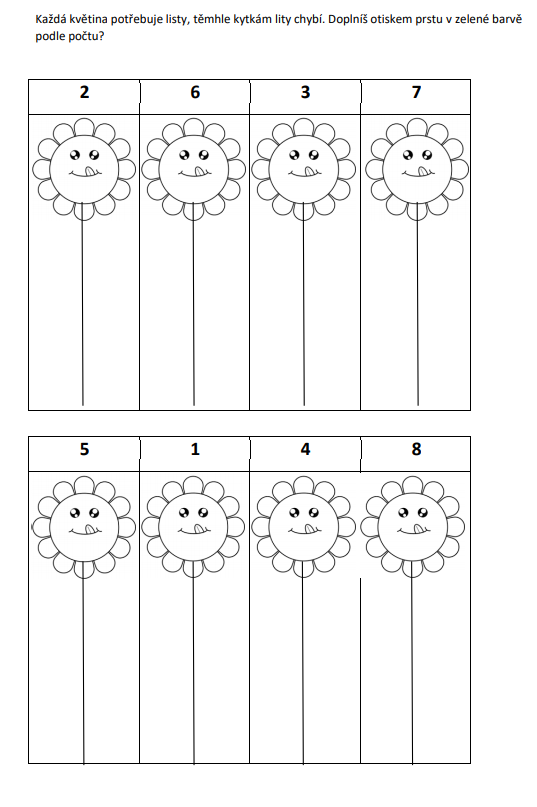 Každá květina potřebuje listy, těmhle kytkám lity chybí. Doplníš otiskem prstu v zelené barvě
podle počtu?
2 6 3 7
5 1 4 8